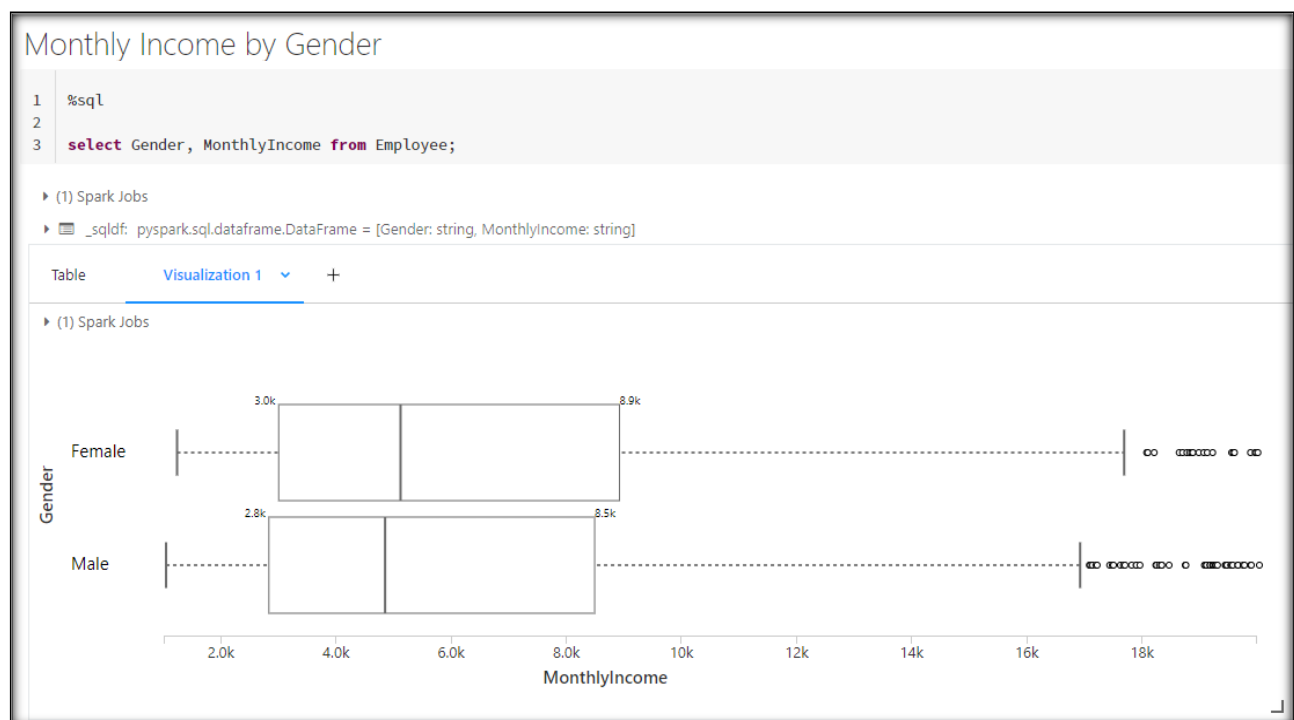 Monthly Income by Gender
1 %sql
2
3 select Gender, MonthlyIncome from Employee;
(1) Spark Jobs
_sqldf: pyspark.sql.dataframe.DataFrame = [Gender: string, MonthlyIncome: string]
Table Visualization 1 +
(1) Spark Jobs
3.0k 8.9k
Female
Gender
2.8k 8.5k
Male
2.0k 4.0k 6.0k 8.0k 10k 12k 14k 16k 18k
MonthlyIncome